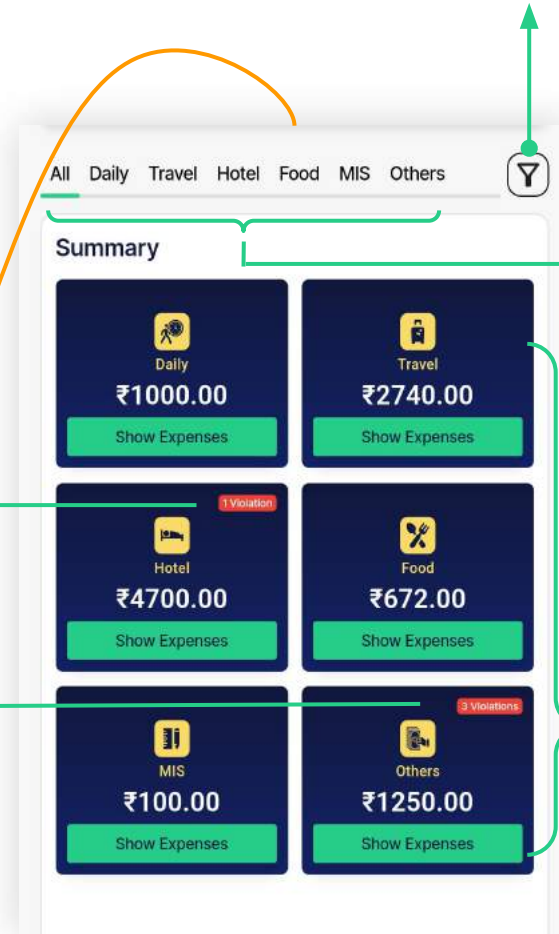 All Daily Travel Hotel Food MIS Others
Summary
Daily
₹1000.00
Show Expenses
Travel
₹2740.00
Show Expenses
1 Violation
Hotel
₹4700.00
Show Expenses
Food
₹672.00
Show Expenses
MIS
₹100.00
Show Expenses
3 Violations
Others
₹1250.00
Show Expenses